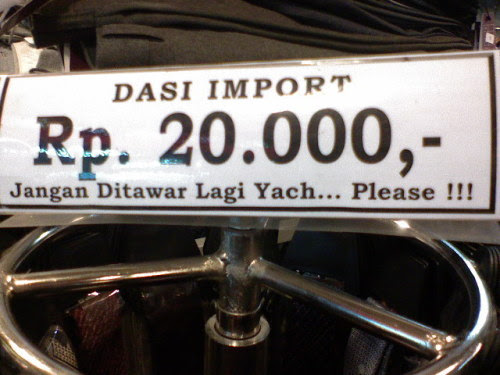 DASI IMPORT
Rp. 20.000,-
Jangan Ditawar Lagi Yach... Please !!!